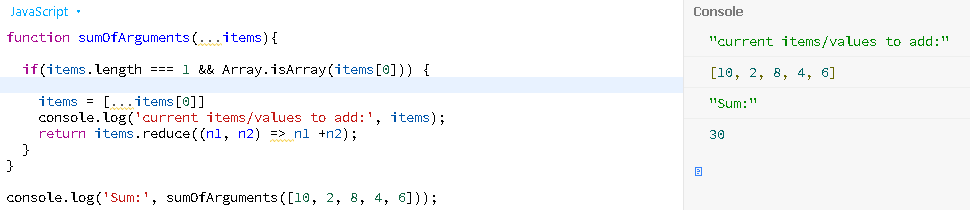 JavaScript •
Console
function sumOfArguments(...items){
if(items.length === 1 && Array.isArray(items[0])) {
items = [...items[0]]
console.log('current items/values to add:', items);
return items.reduce((n1, n2) => n1 +n2);
}
}
console.log('Sum:', sumOfArguments([10, 2, 8, 4, 6]));
"current items/values to add:"
[10, 2, 8, 4, 6]
"Sum:"
30